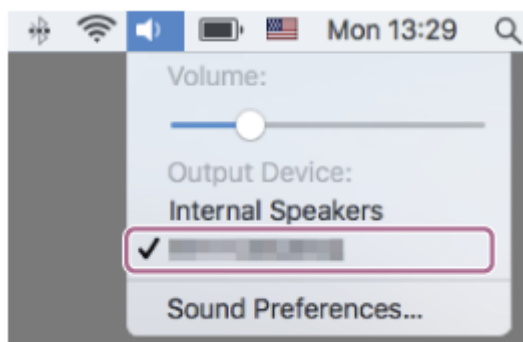 Mon 13:29
Volume:
Output Device:
Internal Speakers
Sound Preferences...